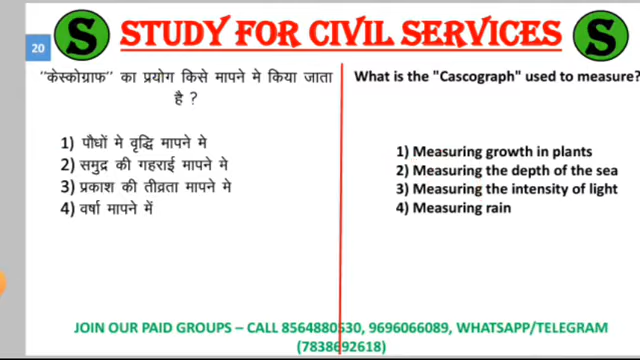 20
S
STUDY FOR CIVIL SERVICES
S
"केस्कोग्राफ" का प्रयोग किसे मापने मे किया जाता
है ?
1) पौधों मे वृद्धि मापने मे
2) समुद्र की गहराई मापने मे
3) प्रकाश की तीव्रता मापने मे
4) वर्षा मापने में
What is the "Cascograph" used to measure?
1) Measuring growth in plants
2) Measuring the depth of the sea
3) Measuring the intensity of light
4) Measuring rain
JOIN OUR PAID GROUPS – CALL 8564880530, 9696066089, WHATSAPP/TELEGRAM
(7838692618)